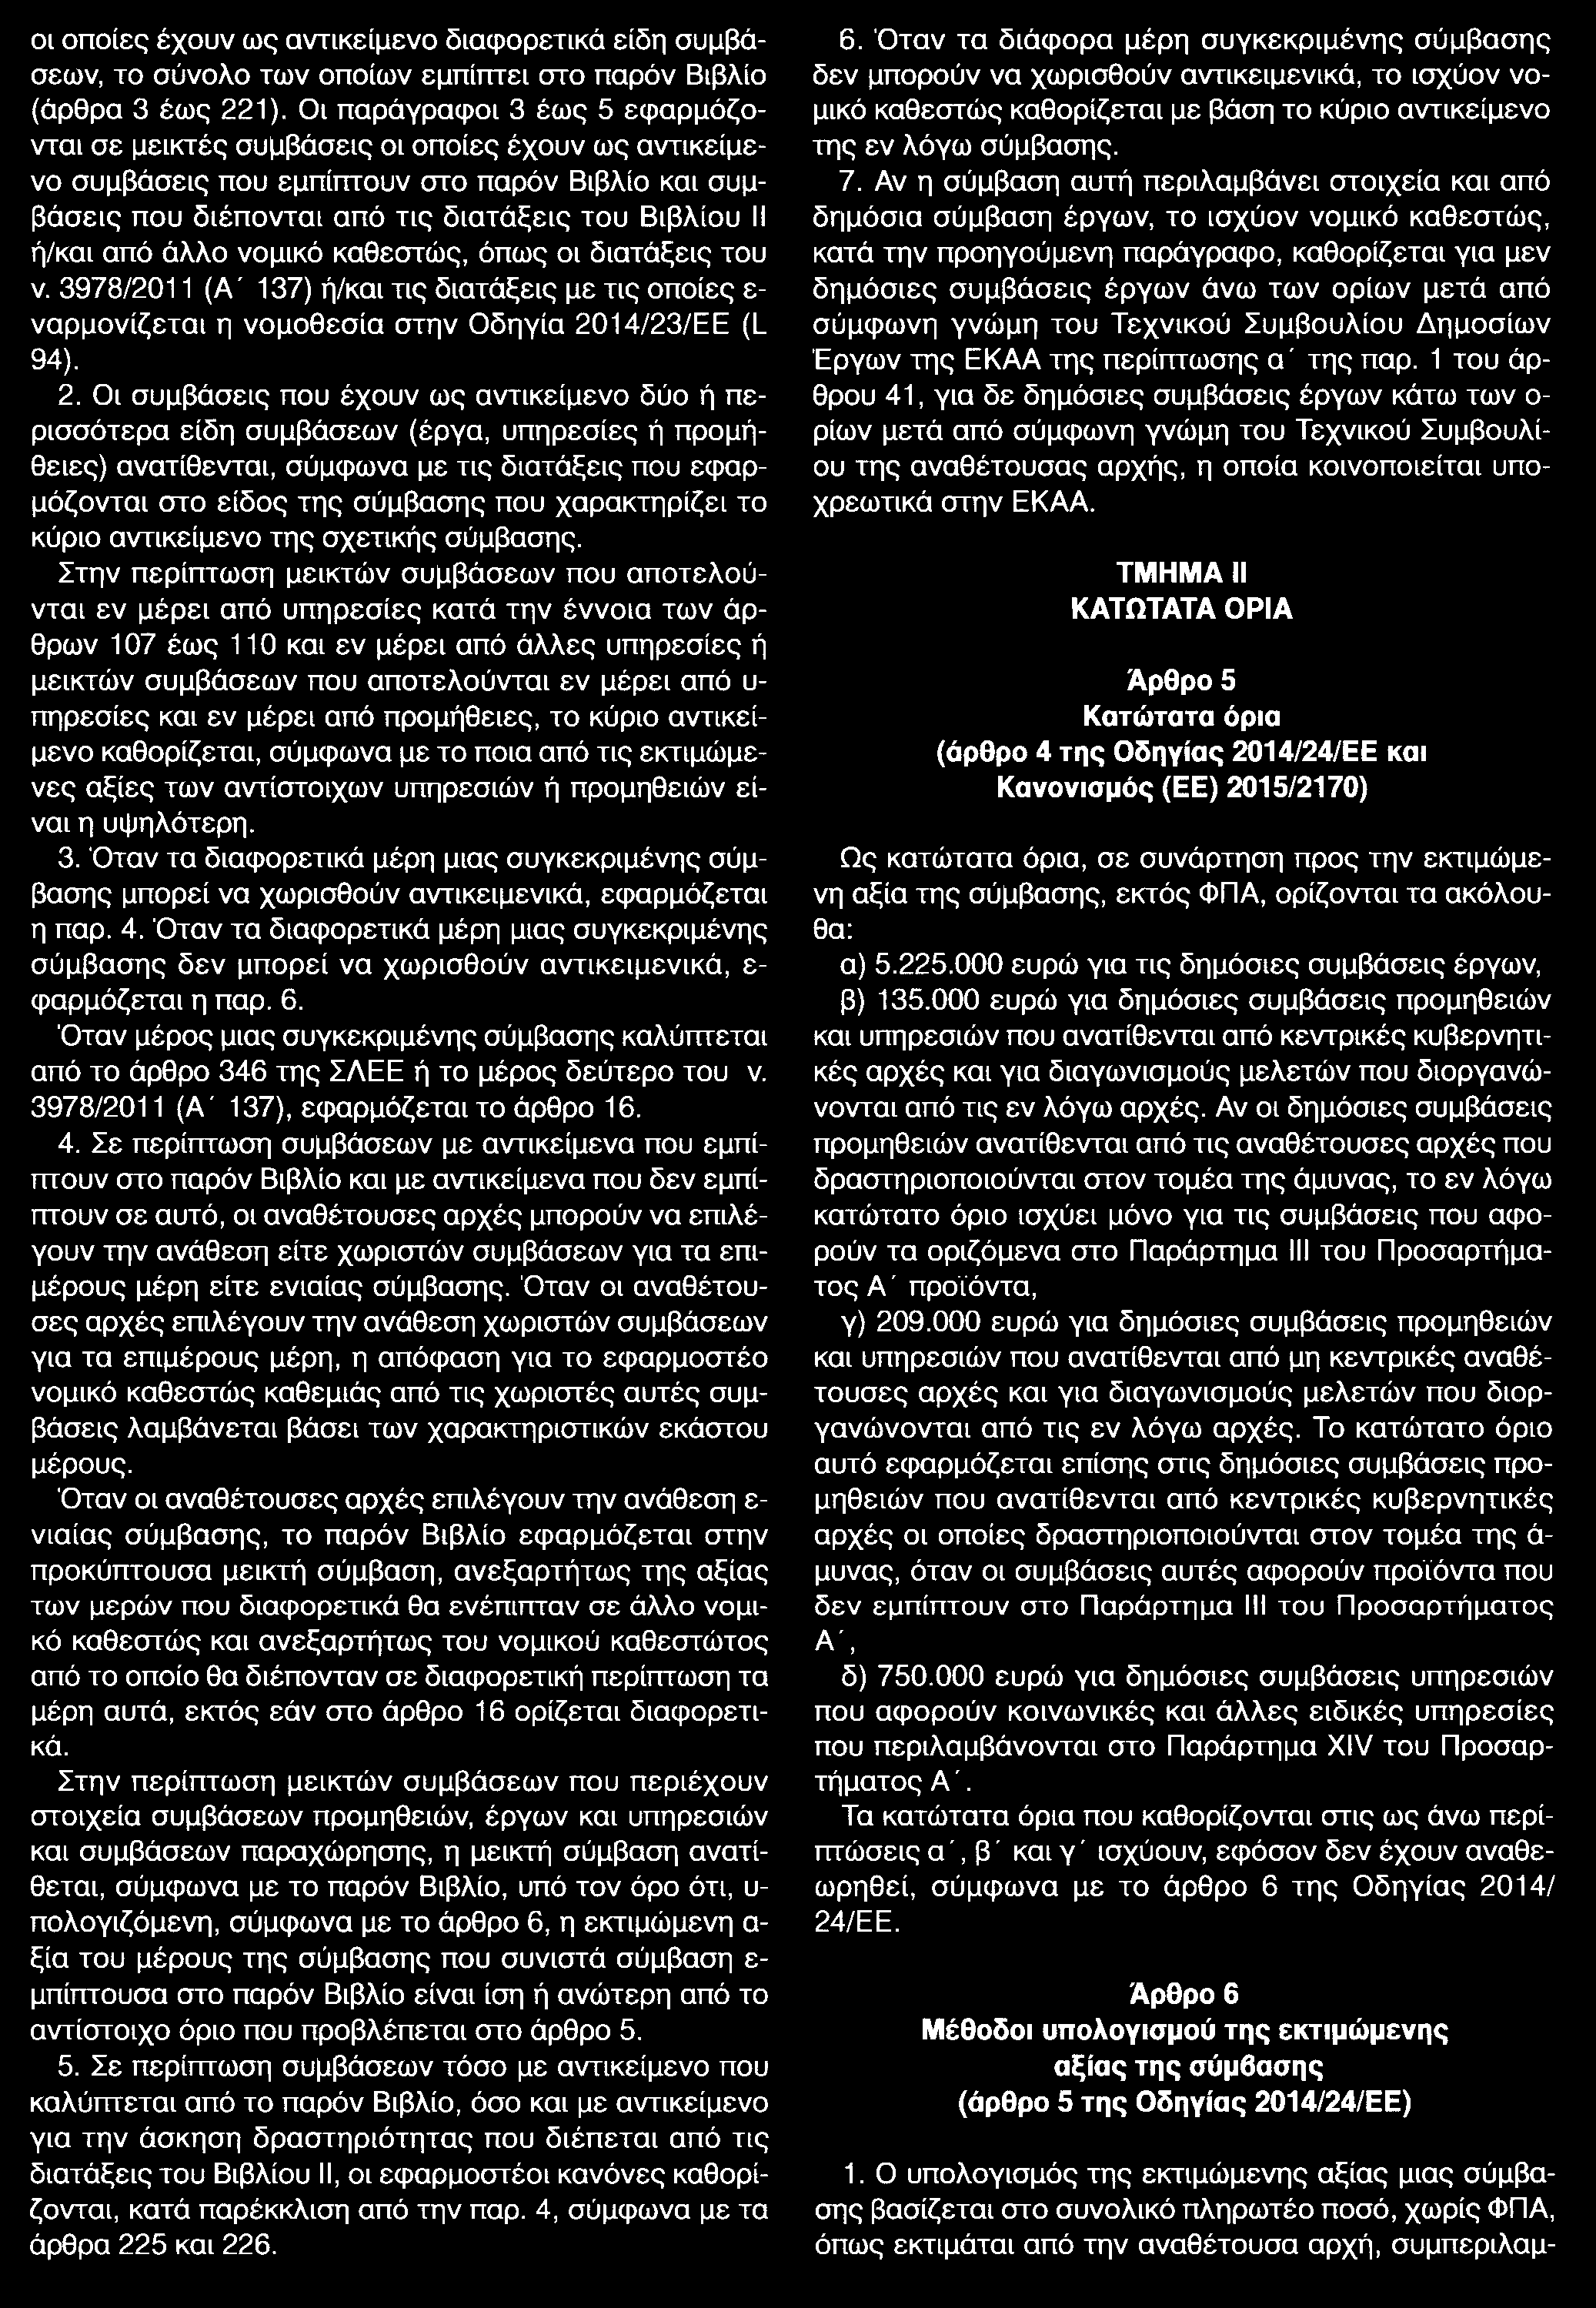 οι οποίες έχουν ως αντικείμενο διαφορετικά είδη συμβά-
σεων, το σύνολο των οποίων εμπίπτει στο παρόν Βιβλίο
(άρθρα 3 έως 221). Οι παράγραφοι 3 έως 5 εφαρμόζο-
νται σε μεικτές συμβάσεις οι οποίες έχουν ως αντικείμε-
νο συμβάσεις που εμπίπτουν στο παρόν Βιβλίο και συμ-
βάσεις που διέπονται από τις διατάξεις του Βιβλίου ΙΙ
ή/και από άλλο νομικό καθεστώς, όπως οι διατάξεις του
ν. 3978/2011 (Α΄ 137) ή/και τις διατάξεις με τις οποίες ε-
ναρμονίζεται η νομοθεσία στην Οδηγία 2014/23/ΕΕ (L
94).
2. Οι συμβάσεις που έχουν ως αντικείμενο δύο ή πε-
ρισσότερα είδη συμβάσεων (έργα, υπηρεσίες ή προμή-
θειες) ανατίθενται, σύμφωνα με τις διατάξεις που εφαρ-
μόζονται στο είδος της σύμβασης που χαρακτηρίζει το
κύριο αντικείμενο της σχετικής σύμβασης.
Στην περίπτωση μεικτών συμβάσεων που αποτελού-
νται εν μέρει από υπηρεσίες κατά την έννοια των άρ-
θρων 107 έως 110 και εν μέρει από άλλες υπηρεσίες ή
μεικτών συμβάσεων που αποτελούνται εν μέρει από υ-
πηρεσίες και εν μέρει από προμήθειες, το κύριο αντικεί-
μενο καθορίζεται, σύμφωνα με το ποια από τις εκτιμώμε-
νες αξίες των αντίστοιχων υπηρεσιών ή προμηθειών εί-
ναι η υψηλότερη.
3. Όταν τα διαφορετικά μέρη μιας συγκεκριμένης σύμ-
βασης μπορεί να χωρισθούν αντικειμενικά, εφαρμόζεται
η παρ. 4. Όταν τα διαφορετικά μέρη μιας συγκεκριμένης
σύμβασης δεν μπορεί να χωρισθούν αντικειμενικά, ε-
φαρμόζεται η παρ. 6.
Όταν μέρος μιας συγκεκριμένης σύμβασης καλύπτεται
από το άρθρο 346 της ΣΛΕΕ ή το μέρος δεύτερο του ν.
3978/2011 (Α΄ 137), εφαρμόζεται το άρθρο 16.
4. Σε περίπτωση συμβάσεων με αντικείμενα που εμπί-
πτουν στο παρόν Βιβλίο και με αντικείμενα που δεν εμπί-
πτουν σε αυτό, οι αναθέτουσες αρχές μπορούν να επιλέ-
γουν την ανάθεση είτε χωριστών συμβάσεων για τα επι-
μέρους μέρη είτε ενιαίας σύμβασης. Όταν οι αναθέτου-
σες αρχές επιλέγουν την ανάθεση χωριστών συμβάσεων
για τα επιμέρους μέρη, η απόφαση για το εφαρμοστέο
νομικό καθεστώς καθεμιάς από τις χωριστές αυτές συμ-
βάσεις λαμβάνεται βάσει των χαρακτηριστικών εκάστου
μέρους.
Όταν οι αναθέτουσες αρχές επιλέγουν την ανάθεση ε-
νιαίας σύμβασης, το παρόν Βιβλίο εφαρμόζεται στην
προκύπτουσα μεικτή σύμβαση, ανεξαρτήτως της αξίας
των μερών που διαφορετικά θα ενέπιπταν σε άλλο νομι-
κό καθεστώς και ανεξαρτήτως του νομικού καθεστώτος
από το οποίο θα διέπονταν σε διαφορετική περίπτωση τα
μέρη αυτά, εκτός εάν στο άρθρο 16 ορίζεται διαφορετι-
κά.
Στην περίπτωση μεικτών συμβάσεων που περιέχουν
στοιχεία συμβάσεων προμηθειών, έργων και υπηρεσιών
και συμβάσεων παραχώρησης, η μεικτή σύμβαση ανατί-
θεται, σύμφωνα με το παρόν Βιβλίο, υπό τον όρο ότι, υ-
πολογιζόμενη, σύμφωνα με το άρθρο 6, η εκτιμώμενη α-
ξία του μέρους της σύμβασης που συνιστά σύμβαση ε-
μπίπτουσα στο παρόν Βιβλίο είναι ίση ή ανώτερη από το
αντίστοιχο όριο που προβλέπεται στο άρθρο 5.
5. Σε περίπτωση συμβάσεων τόσο με αντικείμενο που
καλύπτεται από το παρόν Βιβλίο, όσο και με αντικείμενο
για την άσκηση δραστηριότητας που διέπεται από τις
διατάξεις του Βιβλίου ΙΙ, οι εφαρμοστέοι κανόνες καθορί-
ζονται, κατά παρέκκλιση από την παρ. 4, σύμφωνα με τα
άρθρα 225 και 226.
6. Όταν τα διάφορα μέρη συγκεκριμένης σύμβασης
δεν μπορούν να χωρισθούν αντικειμενικά, το ισχύον νο-
μικό καθεστώς καθορίζεται με βάση το κύριο αντικείμενο
της εν λόγω σύμβασης.
7. Αν η σύμβαση αυτή περιλαμβάνει στοιχεία και από
δημόσια σύμβαση έργων, το ισχύον νομικό καθεστώς,
κατά την προηγούμενη παράγραφο, καθορίζεται για μεν
δημόσιες συμβάσεις έργων άνω των ορίων μετά από
σύμφωνη γνώμη του Τεχνικού Συμβουλίου Δημοσίων
Έργων της ΕΚΑΑ της περίπτωσης α΄ της παρ. 1 του άρ-
θρου 41, για δε δημόσιες συμβάσεις έργων κάτω των ο-
ρίων μετά από σύμφωνη γνώμη του Τεχνικού Συμβουλί-
ου της αναθέτουσας αρχής, η οποία κοινοποιείται υπο-
χρεωτικά στην ΕΚΑΑ.
ΤΜΗΜΑ ΙΙ
ΚΑΤΩΤΑΤΑ ΟΡΙΑ
Άρθρο 5
Κατώτατα όρια
(άρθρο 4 της Οδηγίας 2014/24/ΕΕ και
Κανονισμός (ΕΕ) 2015/2170)
Ως κατώτατα όρια, σε συνάρτηση προς την εκτιμώμε-
νη αξία της σύμβασης, εκτός ΦΠΑ, ορίζονται τα ακόλου-
θα:
α) 5.225.000 ευρώ για τις δημόσιες συμβάσεις έργων,
β) 135.000 ευρώ για δημόσιες συμβάσεις προμηθειών
και υπηρεσιών που ανατίθενται από κεντρικές κυβερνητι-
κές αρχές και για διαγωνισμούς μελετών που διοργανώ-
νονται από τις εν λόγω αρχές. Αν οι δημόσιες συμβάσεις
προμηθειών ανατίθενται από τις αναθέτουσες αρχές που
δραστηριοποιούνται στον τομέα της άμυνας, το εν λόγω
κατώτατο όριο ισχύει μόνο για τις συμβάσεις που αφο-
ρούν τα οριζόμενα στο Παράρτημα ΙΙΙ του Προσαρτήμα-
τος Α΄ προϊόντα,
γ) 209.000 ευρώ για δημόσιες συμβάσεις προμηθειών
και υπηρεσιών που ανατίθενται από μη κεντρικές αναθέ-
τουσες αρχές και για διαγωνισμούς μελετών που διορ-
γανώνονται από τις εν λόγω αρχές. Το κατώτατο όριο
αυτό εφαρμόζεται επίσης στις δημόσιες συμβάσεις προ-
μηθειών που ανατίθενται από κεντρικές κυβερνητικές
αρχές οι οποίες δραστηριοποιούνται στον τομέα της ά-
μυνας, όταν οι συμβάσεις αυτές αφορούν προϊόντα που
δεν εμπίπτουν στο Παράρτημα ΙΙΙ του Προσαρτήματος
Α΄,
δ) 750.000 ευρώ για δημόσιες συμβάσεις υπηρεσιών
που αφορούν κοινωνικές και άλλες ειδικές υπηρεσίες
που περιλαμβάνονται στο Παράρτημα XIV του Προσαρ-
τήματος Α΄.
Τα κατώτατα όρια που καθορίζονται στις ως άνω περί-
πτώσεις α΄, β΄ και γ΄ ισχύουν, εφόσον δεν έχουν αναθε-
ωρηθεί, σύμφωνα με το άρθρο 6 της Οδηγίας 2014/
24/ΕΕ.
Άρθρο 6
Μέθοδοι υπολογισμού της εκτιμώμενης
αξίας της σύμβασης
(άρθρο 5 της Οδηγίας 2014/24/ΕΕ)
1. Ο υπολογισμός της εκτιμώμενης αξίας μιας σύμβα-
σης βασίζεται στο συνολικό πληρωτέο ποσό, χωρίς ΦΠΑ,
όπως εκτιμάται από την αναθέτουσα αρχή, συμπεριλαμ-